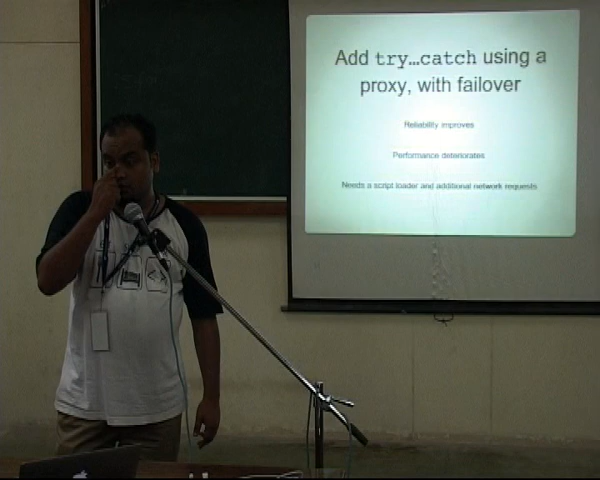 Add try…catch using a
proxy, with failover
Reliability improves
Performance deteriorates
Needs a script loader and additional network requests